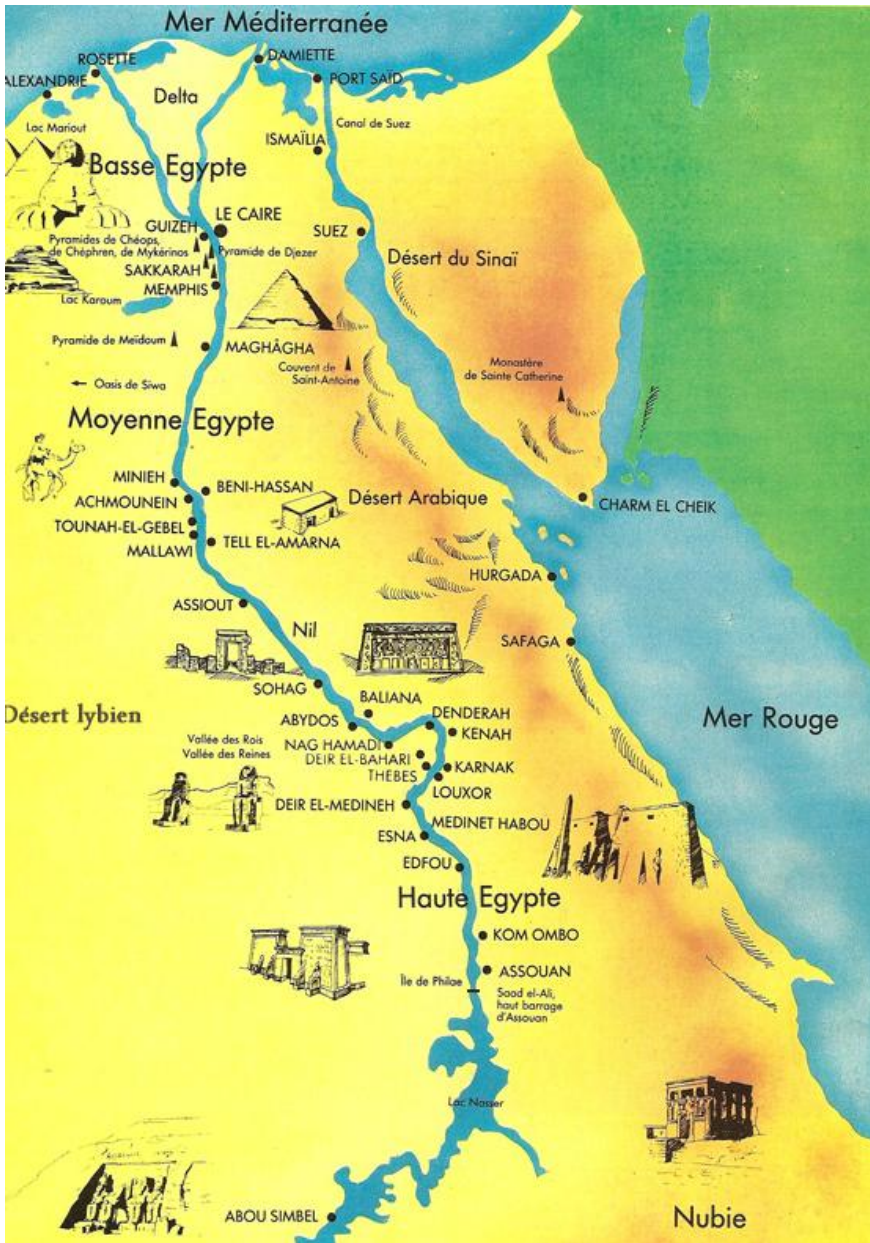 Mer Méditerranée
ROSETTE
DAMIETTE
ALEXANDRIE
PORT SAÏD
Delta
Lac Mariout
Canal de Suez
ISMAÏLIA
Basse Egypte
LE CAIRE
GUIZEH
SUEZ
Pyramides de Chéops,
de Chéphren, de Mykérinos
Pyramide de Djezer
Désert du Sinaï
SAKKARAH
MEMPHIS
Lac Karoum
Pyramide de Meïdoum
MAGHÂGHA
Couvent de
Saint-Antoine
Monastère
de Sainte Catherine
Oasis de Siwa
Moyenne Egypte
MINIEH
BENI-HASSAN
ACHMOUNEIN
Désert Arabique
CHARM EL CHEIK
TOUNAH-EL-GEBEL
MALLAWI
TELL EL-AMARNA
HURGADA
ASSIOUT
Nil
SAFAGA
SOHAG
BALIANA
Désert lybien
ABYDOS
DENDERAH
Mer Rouge
KENAH
Vallée des Rois
Vallée des Reines
NAG HAMADI
DEIR EL-BAHARI
THEBES
KARNAK
LOUXOR
DEIR EL-MEDINEH
MEDINET HABOU
ESNA
EDFOU
Haute Egypte
KOM OMBO
ASSOUAN
Île de Philae
Saad el-Ali,
haut barrage
d'Assouan
Lac Nasser
ABOU SIMBEL
Nubie